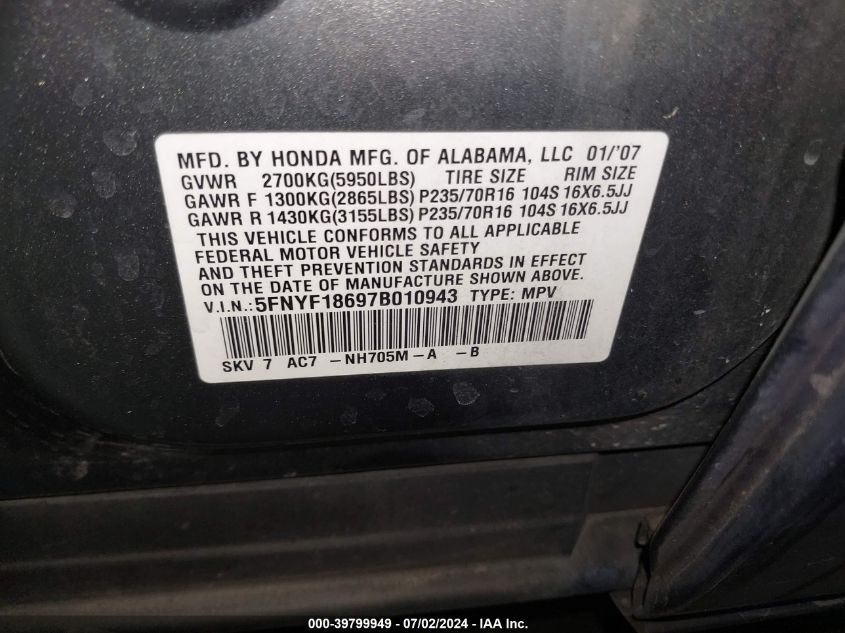 MFD. BY HONDA MFG. OF ALABAMA, LLC 01/'07
GVWR 2700KG(5950LBS) TIRE SIZE RIM SIZE
GAWR F 1300KG(2865LBS) P235/70R16 104S 16X6.5JJ
GAWR R 1430KG(3155LBS) P235/70R16 104S 16X6.5JJ
THIS VEHICLE CONFORMS TO ALL APPLICABLE
FEDERAL MOTOR VEHICLE SAFETY
AND THEFT PREVENTION STANDARDS IN EFFECT
ON THE DATE OF MANUFACTURE SHOWN ABOVE.
V.I.N.:5FNYF18697B010943 TYPE: MPV
SKV 7 AC7 -NH705M-A -B
000-39799949 - 07/02/2024 - IAA Inc.